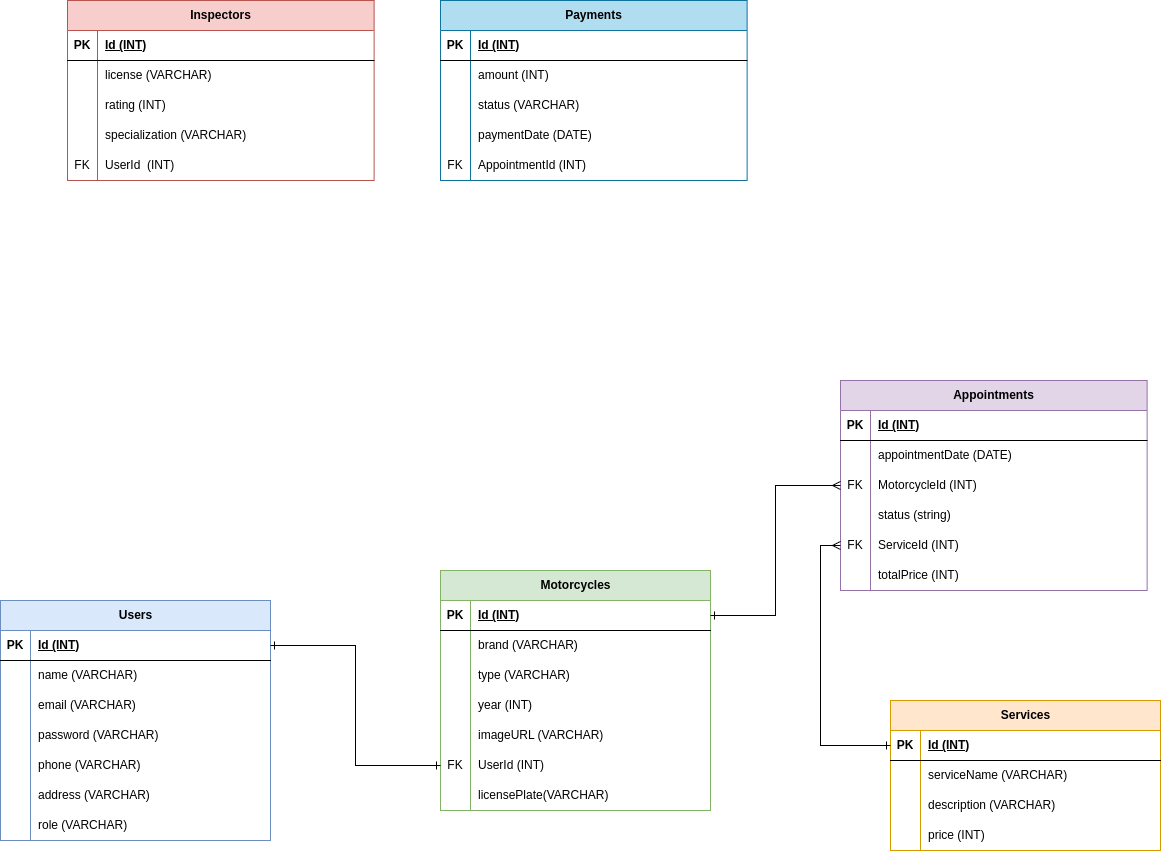 Inspectors
PK Id (INT)
license (VARCHAR)
rating (INT)
specialization (VARCHAR)
FK UserId  (INT)
Payments
PK Id (INT)
amount (INT)
status (VARCHAR)
paymentDate (DATE)
FK AppointmentId (INT)
Appointments
PK Id (INT)
appointmentDate (DATE)
FK MotorcycleId (INT)
status (string)
FK ServiceId (INT)
totalPrice (INT)
Motorcycles
PK Id (INT)
brand (VARCHAR)
type (VARCHAR)
year (INT)
imageURL (VARCHAR)
FK UserId (INT)
licensePlate(VARCHAR)
Users
PK Id (INT)
name (VARCHAR)
email (VARCHAR)
password (VARCHAR)
phone (VARCHAR)
address (VARCHAR)
role (VARCHAR)
Services
PK Id (INT)
serviceName (VARCHAR)
description (VARCHAR)
price (INT)